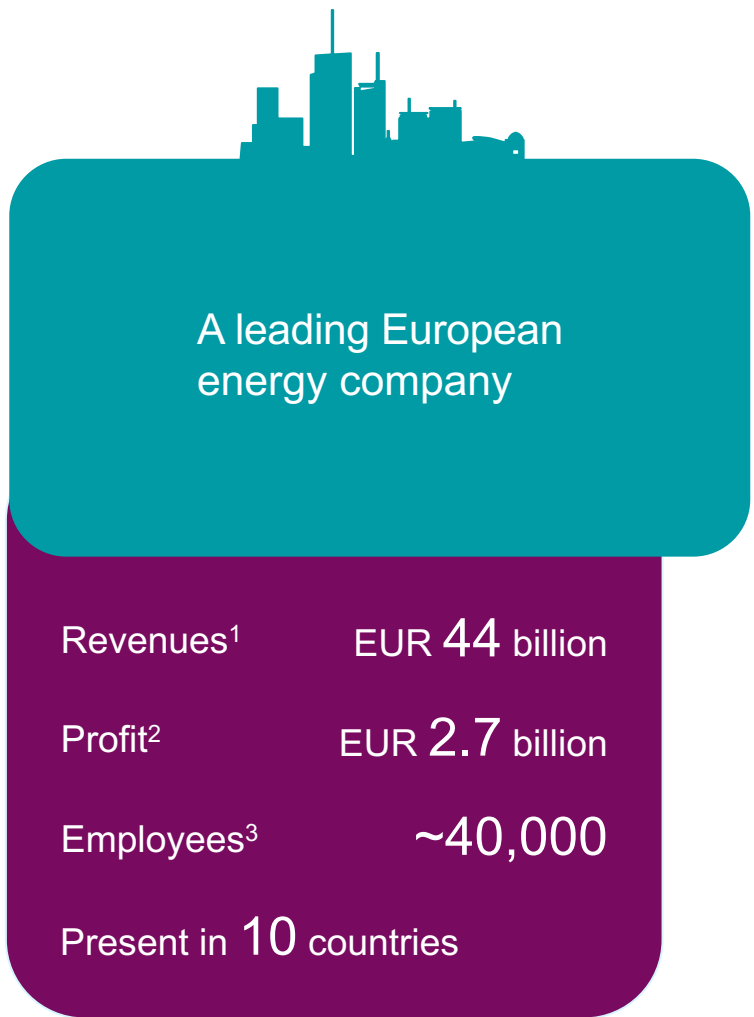 A leading European
energy company
Revenues¹ EUR 44 billion
Profit² EUR 2.7 billion
Employees³ ~40,000
Present in 10 countries